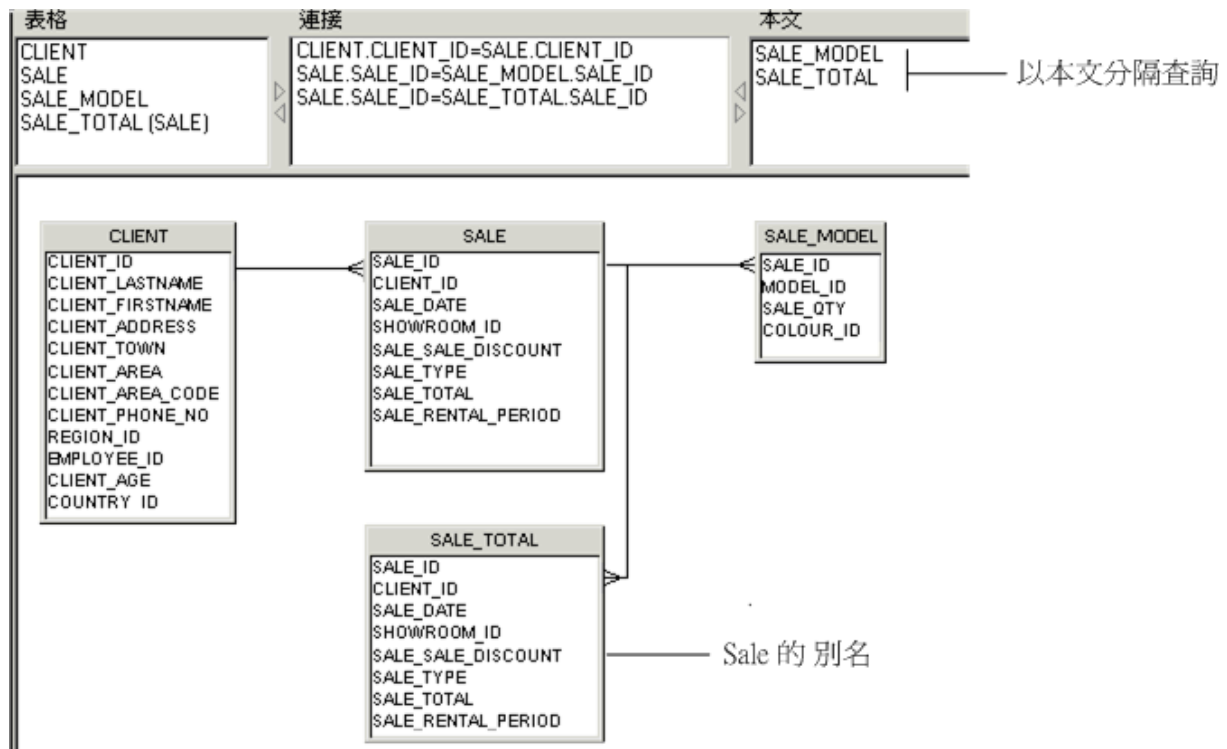 表格
CLIENT
SALE
SALE_MODEL
SALE_TOTAL (SALE)
連接
CLIENT.CLIENT_ID=SALE.CLIENT_ID
SALE.SALE_ID=SALE_MODEL.SALE_ID
SALE.SALE_ID=SALE_TOTAL.SALE_ID
本文
SALE_MODEL
SALE_TOTAL
以本文分隔查詢
CLIENT
CLIENT_ID
CLIENT_LASTNAME
CLIENT_FIRSTNAME
CLIENT_ADDRESS
CLIENT_TOWN
CLIENT_AREA
CLIENT_AREA_CODE
CLIENT_PHONE_NO
REGION_ID
EMPLOYEE_ID
CLIENT_AGE
COUNTRY ID
SALE
SALE_ID
CLIENT_ID
SALE_DATE
SHOWROOM_ID
SALE_SALE_DISCOUNT
SALE_TYPE
SALE_TOTAL
SALE_RENTAL_PERIOD
SALE_MODEL
SALE_ID
MODEL_ID
SALE_QTY
COLOUR_ID
SALE_TOTAL
SALE_ID
CLIENT_ID
SALE_DATE
SHOWROOM_ID
SALE_SALE_DISCOUNT
SALE_TYPE
SALE_TOTAL
SALE_RENTAL_PERIOD
Sale 的 別名